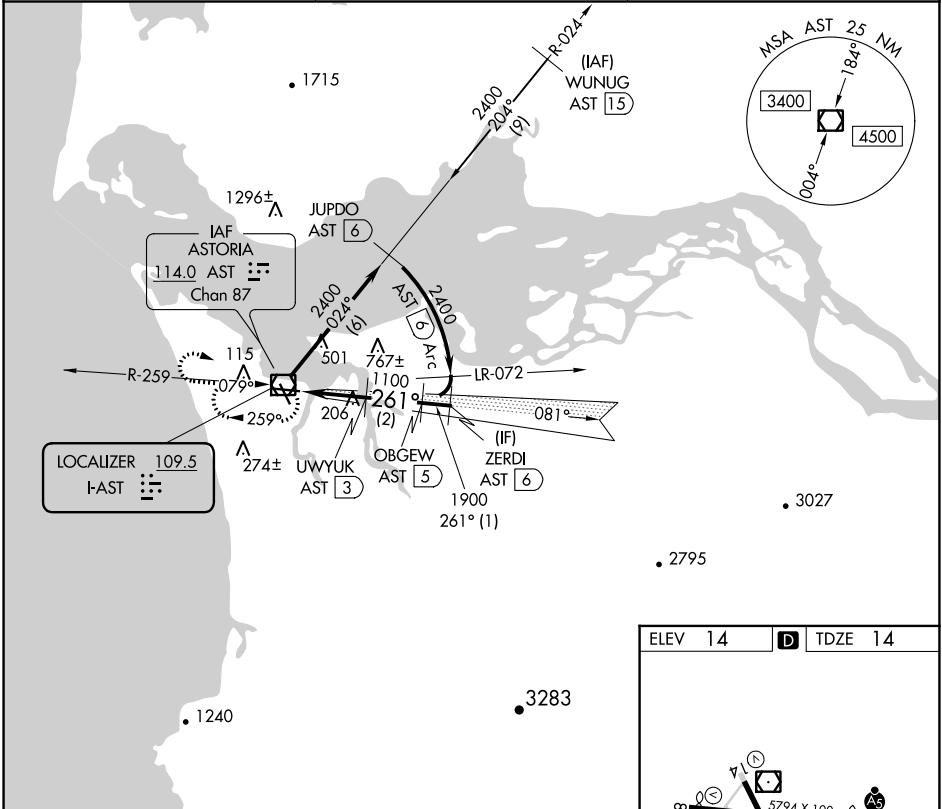 R-024
(IAF)
WUNUG
AST 15
2400
204°
(9)
1715
MSA AST 25 NM
184°
3400
4500
004°
1296±
JUPDO
AST 6
IAF
ASTORIA
114.0 AST
Chan 87
2400
024°
(6)
2400
AST 6 Arc
501
767±
115
R-259
079°
259°
1100
LR-072
261°
(2)
206
081°
274±
LOCALIZER 109.5
I-AST
UWYUK
AST 3
OBGEW
AST 5
(IF)
ZERDI
AST 6
1900
261° (1)
3027
2795
3283
1240
ELEV 14
D
TDZE 14
14
8
5794 X 100
A5